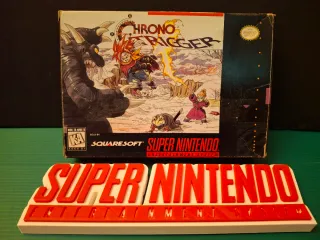 CHRONO
TRIGGER
SQUARESOFT
SUPER NINTENDO
SUPER NINTENDO
ENTERTAINMENT SYSTEM